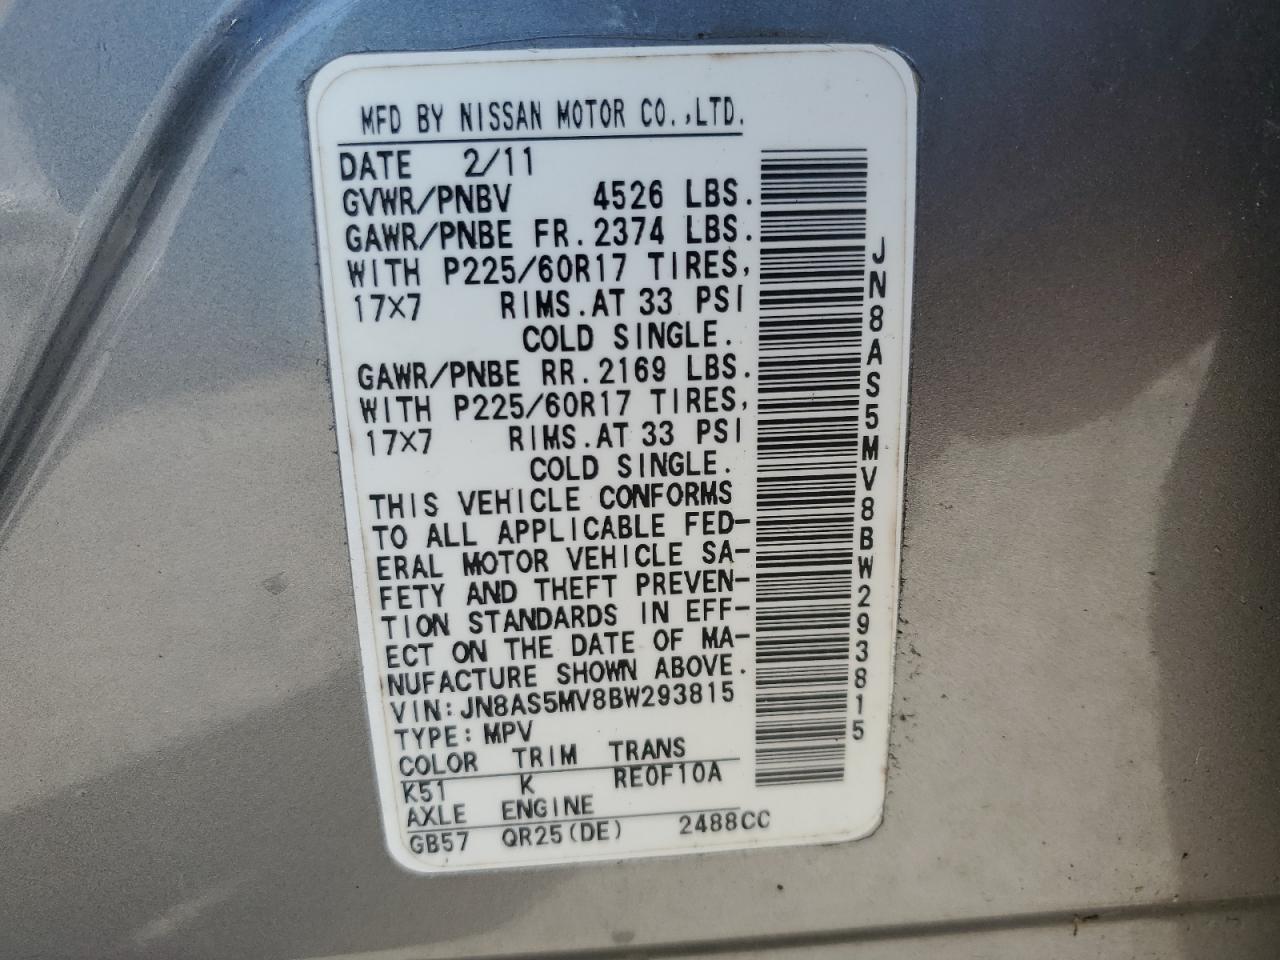 MFD BY NISSAN MOTOR CO.,LTD.
DATE 2/11
GVWR/PNBV 4526 LBS.
GAWR/PNBE FR.2374 LBS.
WITH P225/60R17 TIRES,
17X7 RIMS.AT 33 PSI
COLD SINGLE.
GAWR/PNBE RR.2169 LBS.
WITH P225/60R17 TIRES,
17X7 RIMS.AT 33 PSI
COLD SINGLE.
THIS VEHICLE CONFORMS
TO ALL APPLICABLE FED-
ERAL MOTOR VEHICLE SA-
FETY AND THEFT PREVEN-
TION STANDARDS IN EFF-
ECT ON THE DATE OF MA-
NUFACTURE SHOWN ABOVE.
VIN:JN8AS5MV8BW293815
TYPE:MPV
COLOR TRIM TRANS
K51 K RE0F10A
AXLE ENGINE
GB57 QR25(DE) 2488CC
JN8AS5MV8BW293815